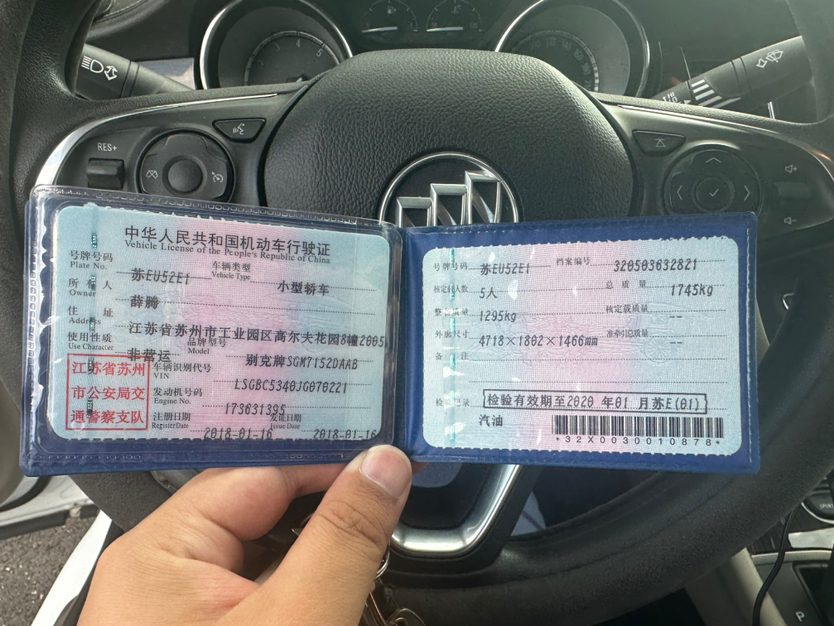 RES+
中华人民共和国机动车行驶证
Vehicle License of the People's Republic of China
号牌号码 苏EU52E1 车辆类型 小型轿车
Plate No. Vehicle Type
所有人 薛腾
Owner
住址 江苏省苏州市工业园区高尔夫花园8幢2005
Address
使用性质 非营运 品牌型号 别克牌SGM7152DAAB
Use Character Model
江苏省苏州
市公安局交
通警察支队
车辆识别代号 LSGBC5340JG070221
VIN
发动机号码 173631395
Engine No.
注册日期 2018-01-16 发证日期 2018-01-16
Register Date Issue Date
号牌号码 苏EU52E1 档案编号 320503632821
核定载人数 5人 总质量 1745kg
整备质量 1295kg 核定载质量 --
外廓尺寸 4718×1802×1466mm 准牵引总质量 --
备注
检验记录 检验有效期至2020年01月苏E(01)
汽油
*32X0030010878*
P